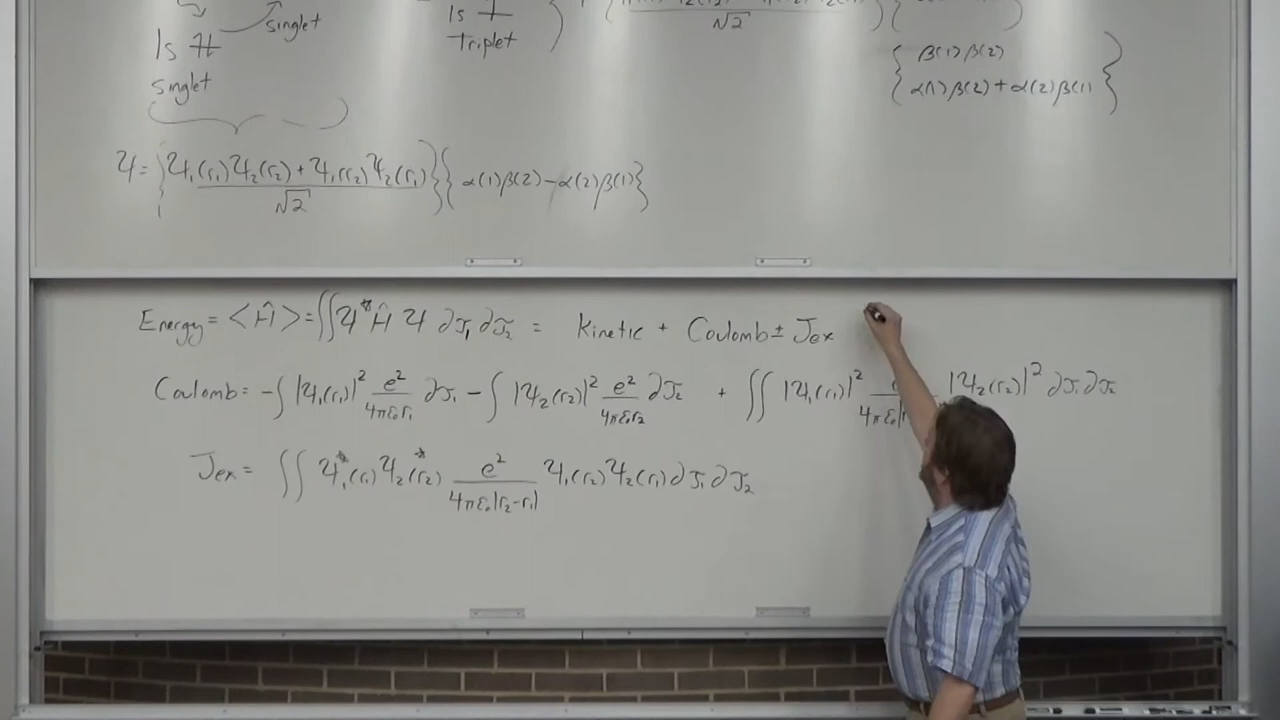 singlet
1s
singlet
1s
Triplet
√2
β(1)β(2)
α(1)β(2)+α(2)β(1)
Ψ= {Ψ₁(r₁)Ψ₂(r₂)+Ψ₁(r₂)Ψ₂(r₁) / √2}{α(1)β(2)-α(2)β(1)}
Energy = <Ĥ> = ∫∫Ψ* Ĥ Ψ ∂τ₁ ∂τ₂ = Kinetic + Coulomb ± Jex
Coulomb = -∫ |Ψ₁(r₁)|² e²/4πε₀r₁ ∂τ₁ - ∫ |Ψ₂(r₂)|² e²/4πε₀r₂ ∂τ₂ + ∫∫ |Ψ₁(r₁)|² 4πε₀|r |Ψ₂(r₂)|² ∂τ₁∂τ₂
Jex = ∫∫ Ψ₁*(r₁)Ψ₂*(r₂) e²/4πε₀|r₂-r₁| Ψ₁(r₂)Ψ₂(r₁)∂τ₁∂τ₂